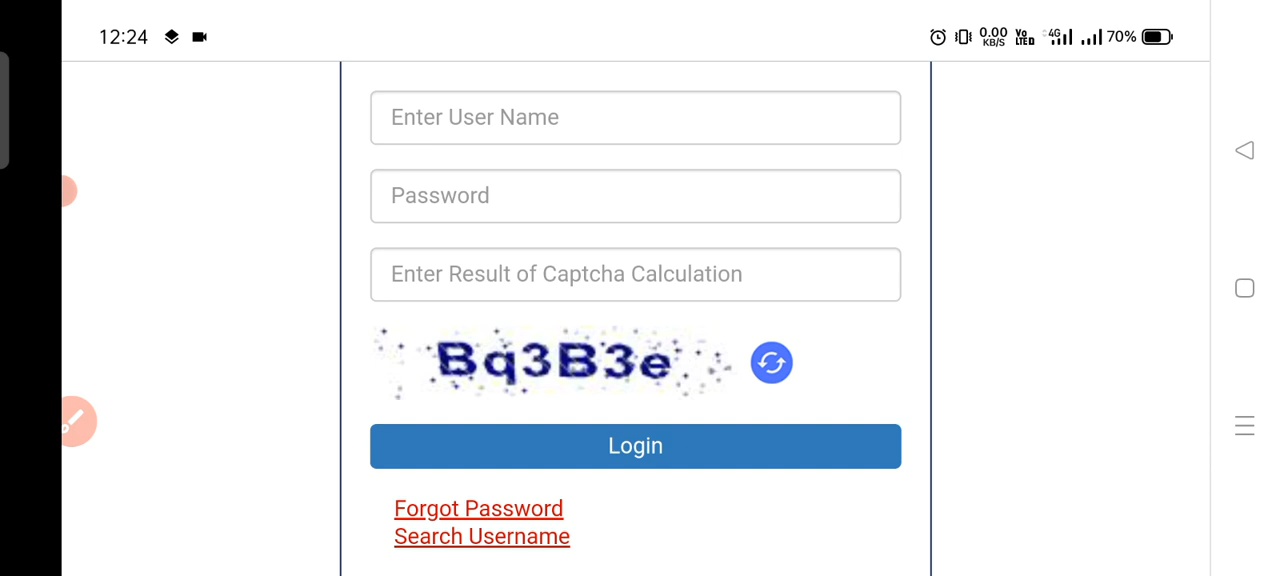 12:24 0.00 KB/S Vo LTED 4G 70%
Enter User Name
Password
Enter Result of Captcha Calculation
Bq3B3e
Login
Forgot Password
Search Username